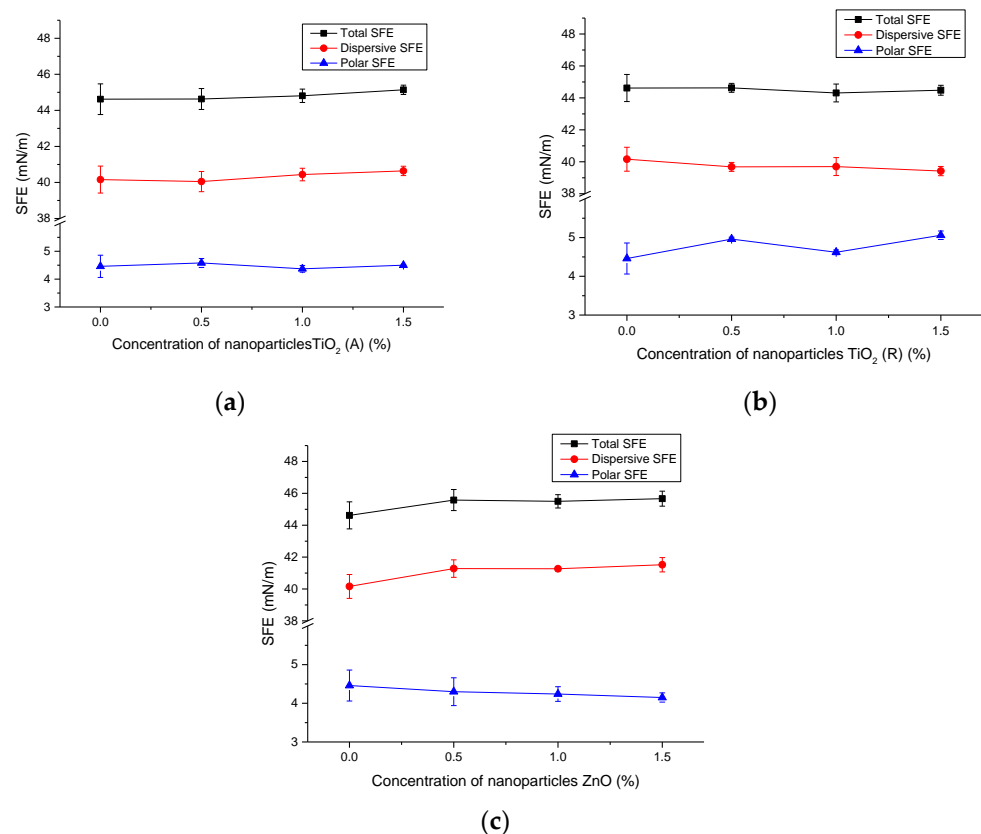 Total SFE
Dispersive SFE
Polar SFE
48
46
44
42
40
38
5
4
3
SFE (mN/m)
0.0 0.5 1.0 1.5
Concentration of nanoparticlesTiO₂ (A) (%)
(a)
Total SFE
Dispersive SFE
Polar SFE
48
46
44
42
40
38
5
4
3
SFE (mN/m)
0.0 0.5 1.0 1.5
Concentration of nanoparticles TiO₂ (R) (%)
(b)
Total SFE
Dispersive SFE
Polar SFE
48
46
44
42
40
38
5
4
3
SFE (mN/m)
0.0 0.5 1.0 1.5
Concentration of nanoparticles ZnO (%)
(c)